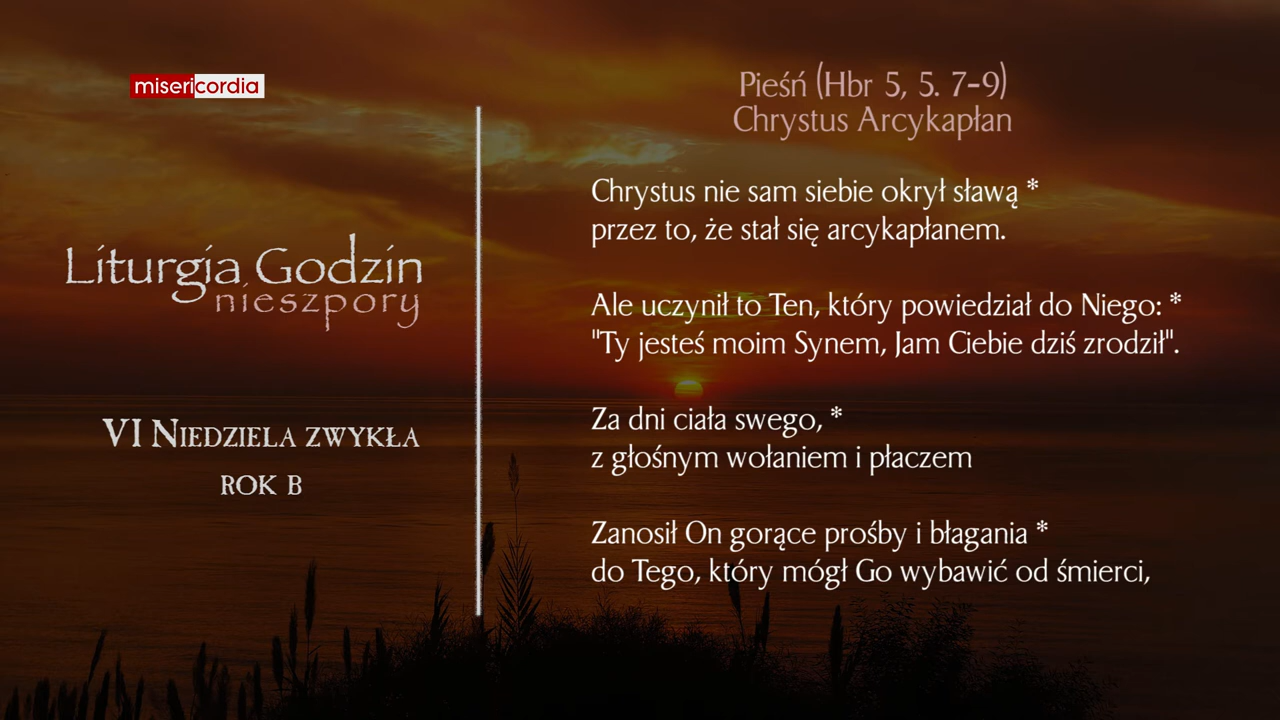 misericordia
Liturgia Godzin
nieszpory
VI Niedziela zwykła
rok B
Pieśń (Hbr 5, 5. 7-9)
Chrystus Arcykapłan
Chrystus nie sam siebie okrył sławą *
przez to, że stał się arcykapłanem.
Ale uczynił to Ten, który powiedział do Niego: *
"Ty jesteś moim Synem, Jam Ciebie dziś zrodził".
Za dni ciała swego, *
z głośnym wołaniem i płaczem
Zanosił On gorące prośby i błagania *
do Tego, który mógł Go wybawić od śmierci,